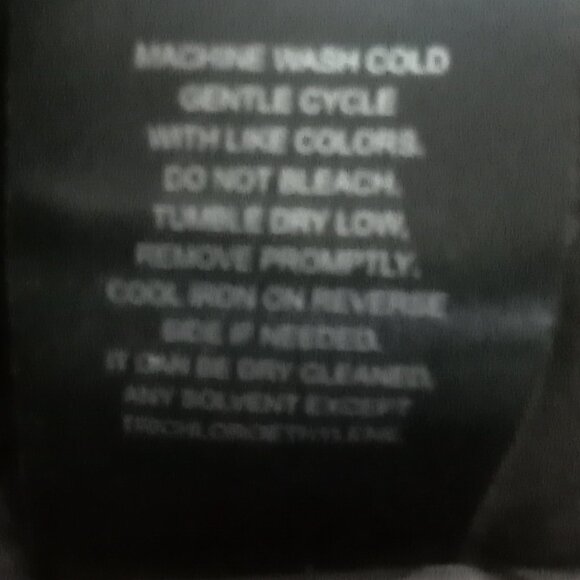 MACHINE WASH COLD
GENTLE CYCLE
WITH LIKE COLORS.
DO NOT BLEACH.
TUMBLE DRY LOW,
REMOVE PROMPTLY.
COOL IRON ON REVERSE
SIDE IF NEEDED.
IT CAN BE DRY CLEANED,
ANY SOLVENT EXCEPT
TRICHLOROETHYLENE.